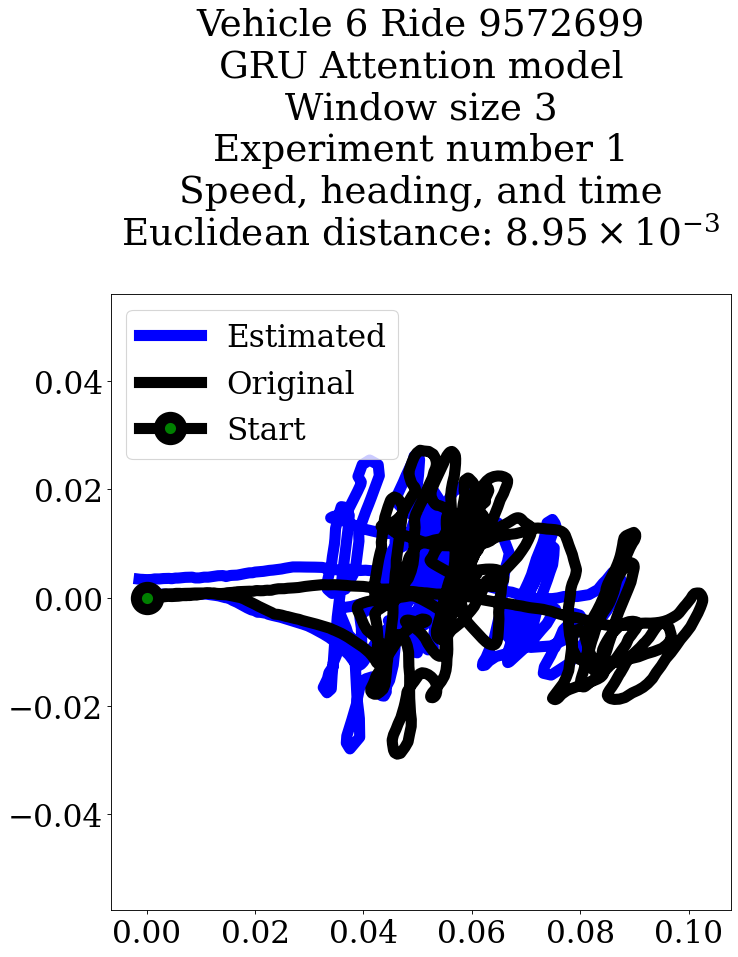 Vehicle 6 Ride 9572699
GRU Attention model
Window size 3
Experiment number 1
Speed, heading, and time
Euclidean distance: 8.95 × 10⁻³
Estimated
Original
Start
0.04
0.02
0.00
−0.02
−0.04
0.00 0.02 0.04 0.06 0.08 0.10